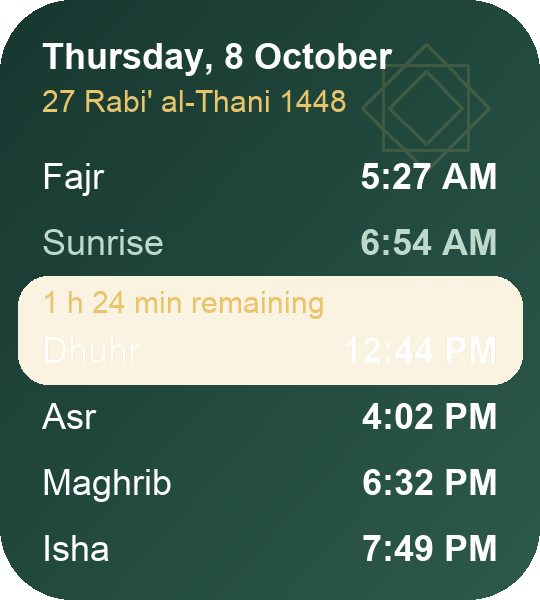 Thursday, 8 October
27 Rabi' al-Thani 1448
Fajr 5:27 AM
Sunrise 6:54 AM
1 h 24 min remaining
Dhuhr 12:44 PM
Asr 4:02 PM
Maghrib 6:32 PM
Isha 7:49 PM